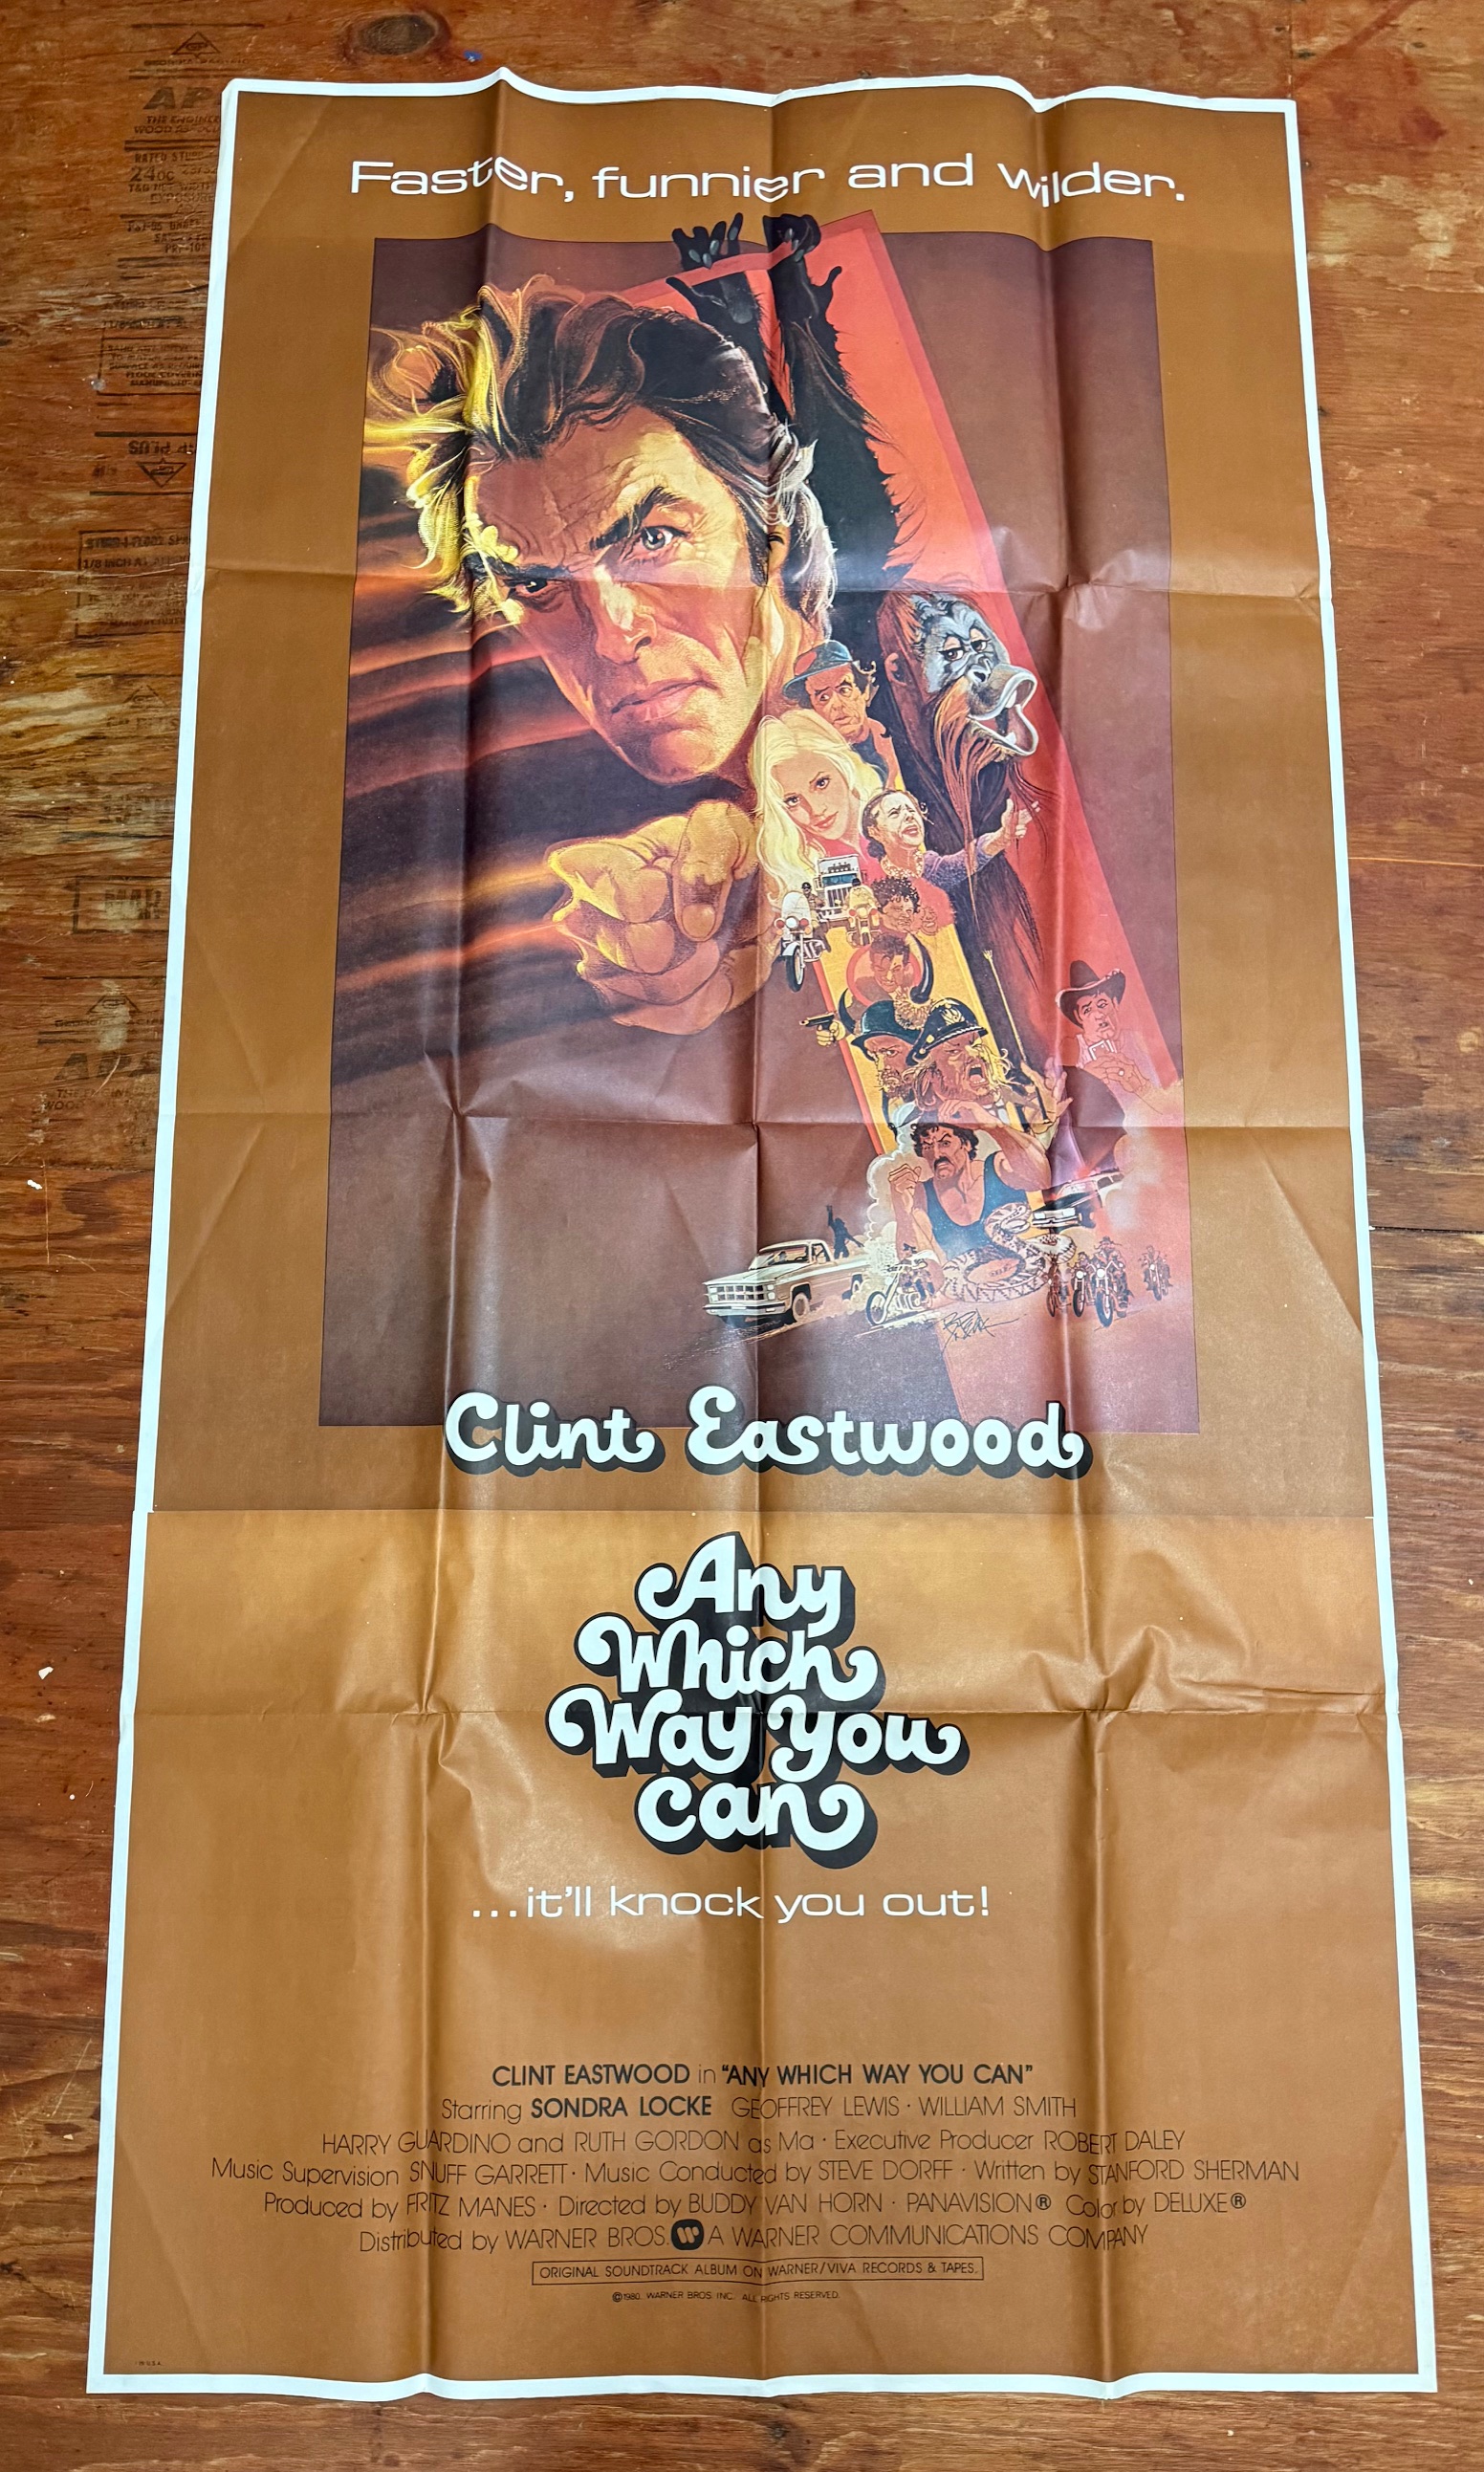 Faster, funnier and wilder.
Clint Eastwood
Any
Which
Way You
Can
...it'll knock you out!
CLINT EASTWOOD in "ANY WHICH WAY YOU CAN"
Starring SONDRA LOCKE GEOFFREY LEWIS · WILLIAM SMITH
HARRY GUARDINO and RUTH GORDON as Ma · Executive Producer ROBERT DALEY
Music Supervision SNUFF GARRETT · Music Conducted by STEVE DORFF · Written by STANFORD SHERMAN
Produced by FRITZ MANES · Directed by BUDDY VAN HORN · PANAVISION® Color by DELUXE®
Distributed by WARNER BROS. A WARNER COMMUNICATIONS COMPANY
ORIGINAL SOUNDTRACK ALBUM ON WARNER/VIVA RECORDS & TAPES.
©1980 WARNER BROS. INC. ALL RIGHTS RESERVED.